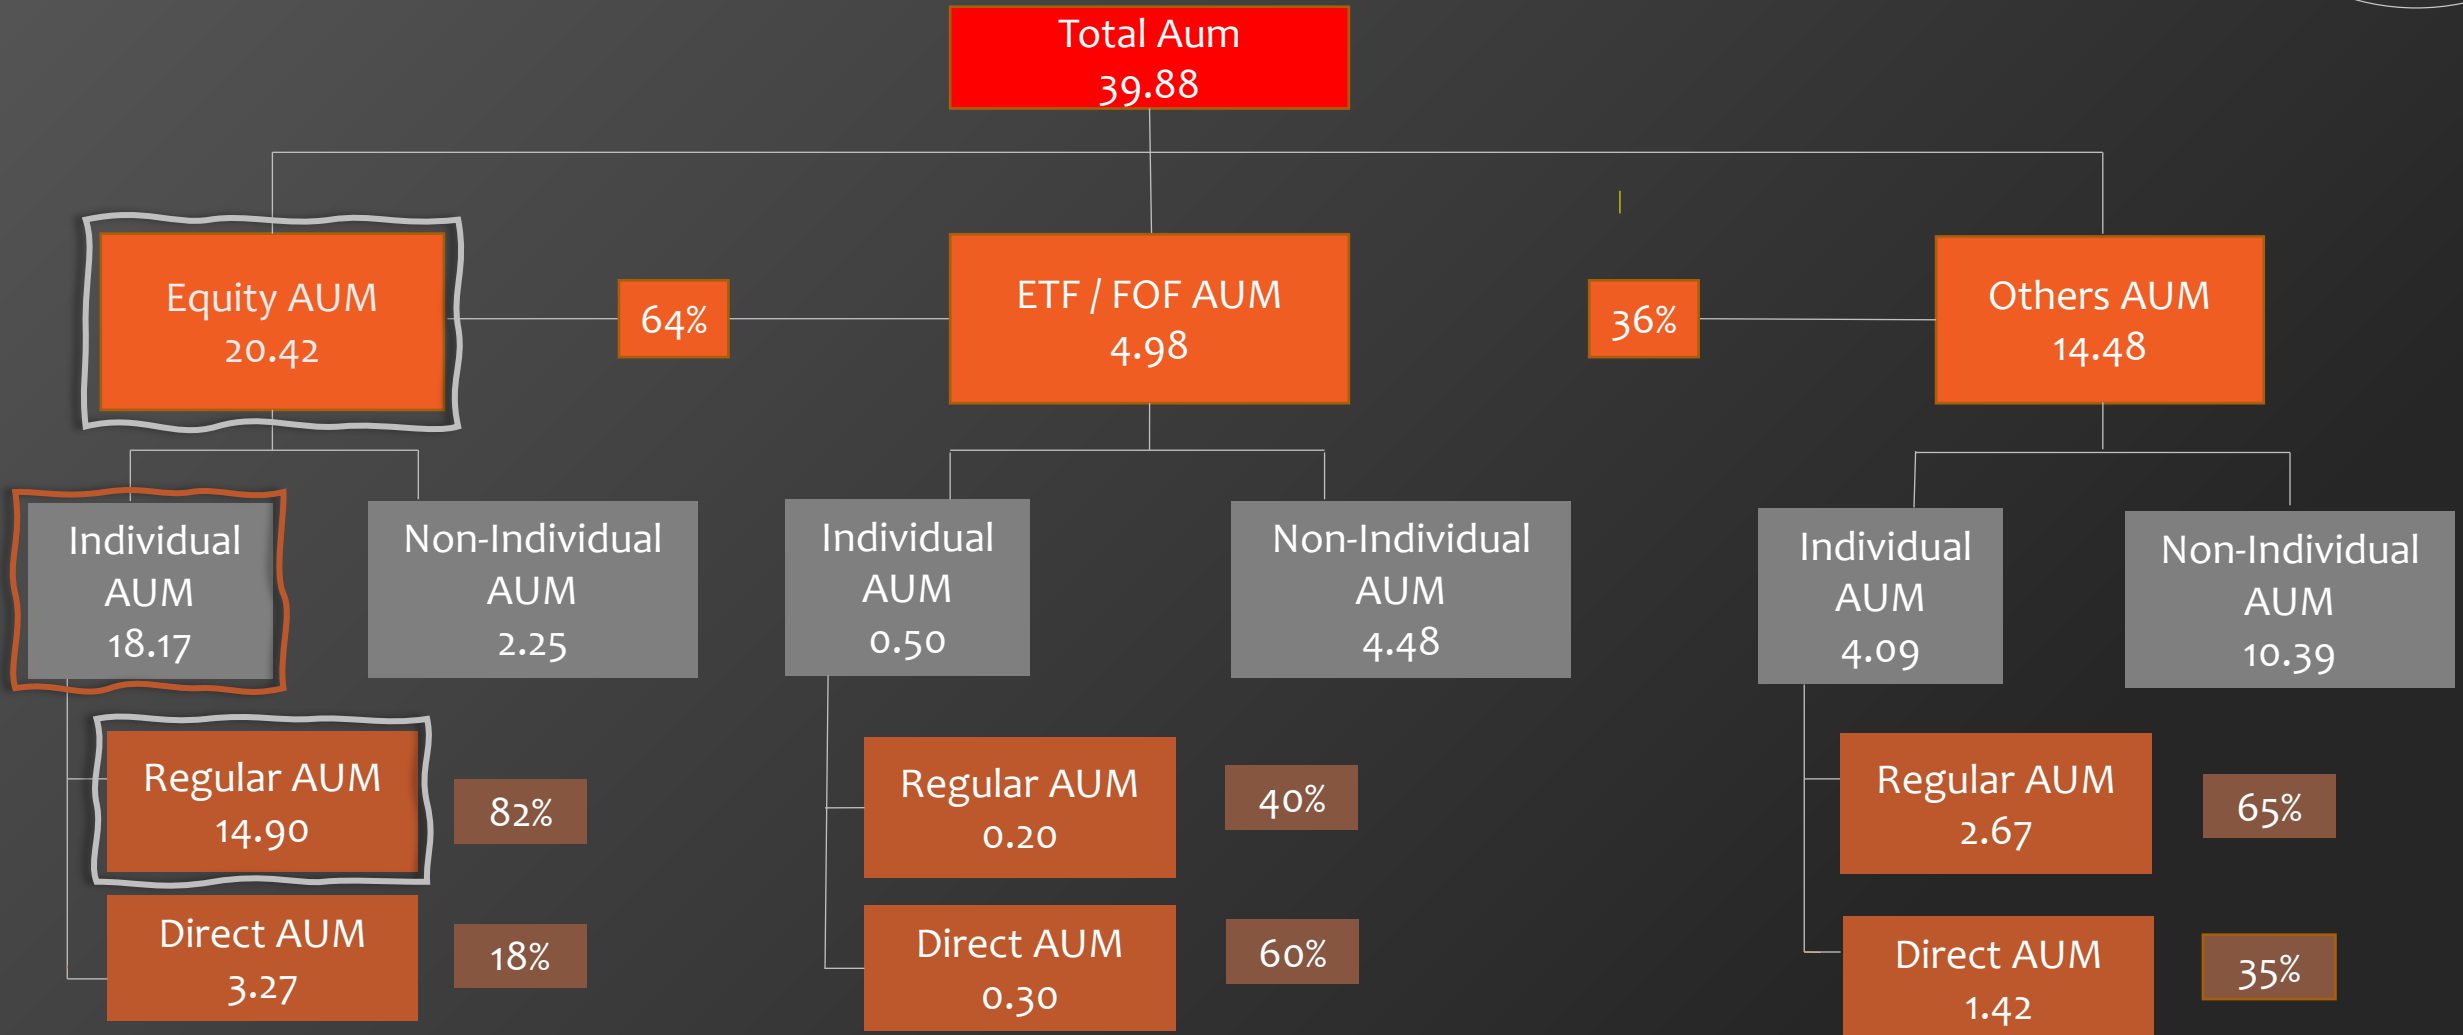 Total Aum
39.88
Equity AUM
20.42
64%
ETF / FOF AUM
4.98
36%
Others AUM
14.48
Individual
AUM
18.17
Non-Individual
AUM
2.25
Individual
AUM
0.50
Non-Individual
AUM
4.48
Individual
AUM
4.09
Non-Individual
AUM
10.39
Regular AUM
14.90
82%
Direct AUM
3.27
18%
Regular AUM
0.20
40%
Direct AUM
0.30
60%
Regular AUM
2.67
65%
Direct AUM
1.42
35%